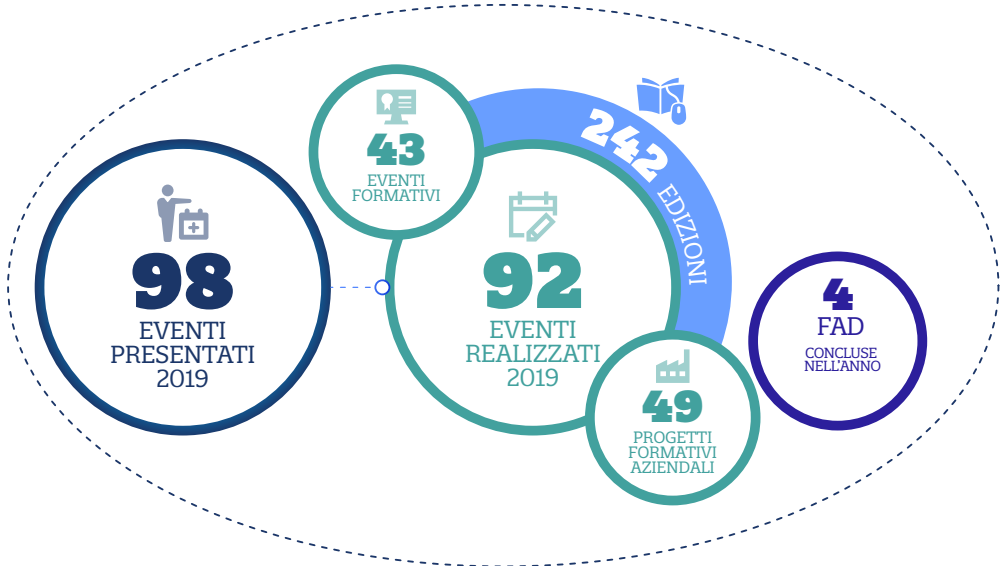 98
EVENTI
PRESENTATI
2019
43
EVENTI
FORMATIVI
242 EDIZIONI
92
EVENTI
REALIZZATI
2019
49
PROGETTI
FORMATIVI
AZIENDALI
4
FAD
CONCLUSE
NELL'ANNO